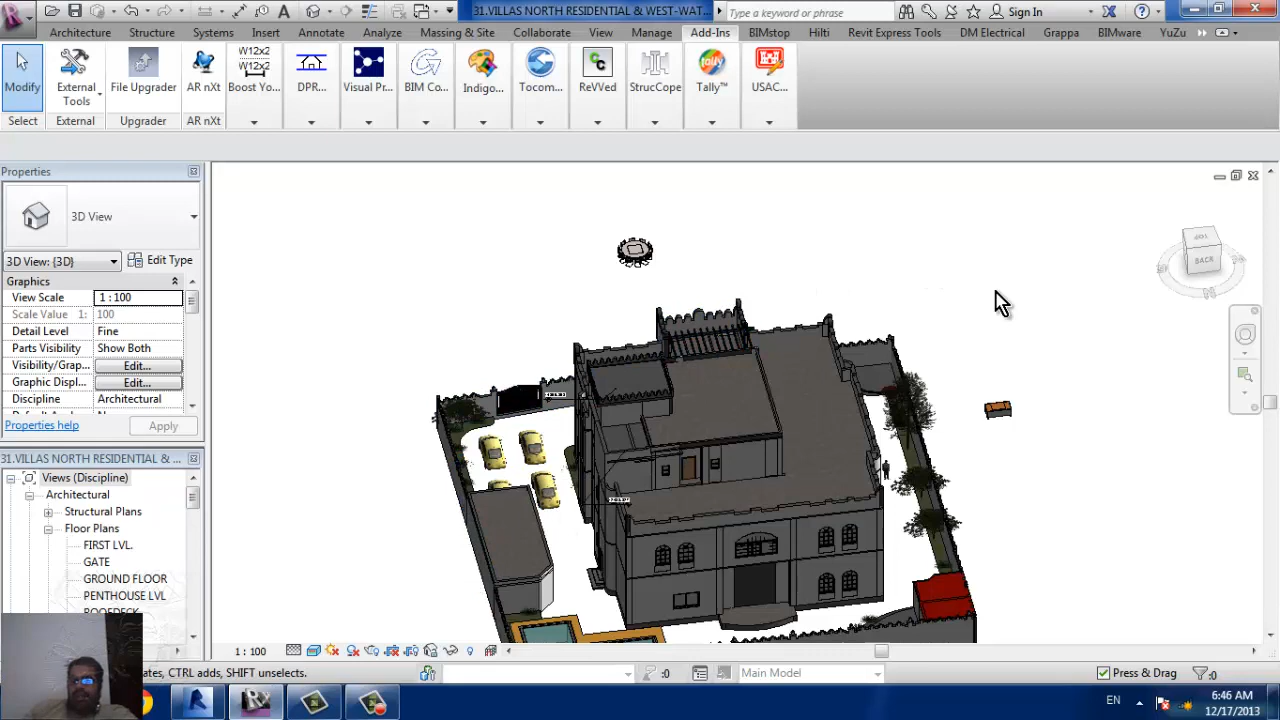 31.VILLAS NORTH RESIDENTIAL & WEST-WAT...
Type a keyword or phrase
Sign In
Architecture Structure Systems Insert Annotate Analyze Massing & Site Collaborate View Manage Add-Ins Hilti Revit Express Tools DM Electrical Grappa BIMstop BIMware YuZu
W12x2
W12x2
tally
Modify
External Tools
File Upgrader
AR nXt
Boost Yo...
DPR...
Visual Pr...
BIM Co...
Indigo...
Tocom...
ReVVed
StrucCope
Tally™
USAC...
Select
External
Upgrader
AR nXt
Properties
3D View
3D View: {3D}
Edit Type
Graphics
View Scale 1 : 100
Scale Value 1: 100
Detail Level Fine
Parts Visibility Show Both
Visibility/Grap... Edit...
Graphic Displ... Edit...
Discipline Architectural
Properties help
Apply
31.VILLAS NORTH RESIDENTIAL & ...
Views (Discipline)
Architectural
Structural Plans
Floor Plans
FIRST LVL.
GATE
GROUND FLOOR
PENTHOUSE LVL
ROOFDECK
TOP
BACK
1 : 100
ates, CTRL adds, SHIFT unselects.
:0
Main Model
Press & Drag
:0
EN
6:46 AM
12/17/2013